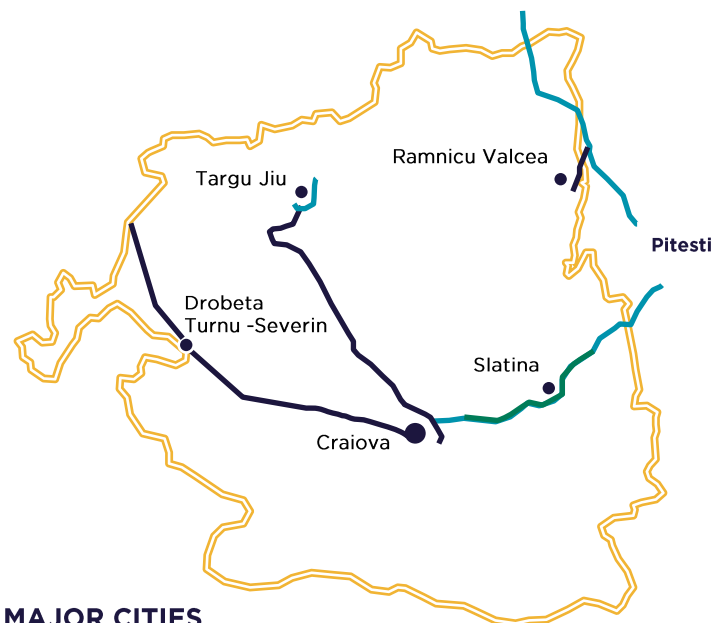 Ramnicu Valcea
Targu Jiu
Pitesti
Drobeta
Turnu -Severin
Slatina
Craiova
MAJOR CITIES